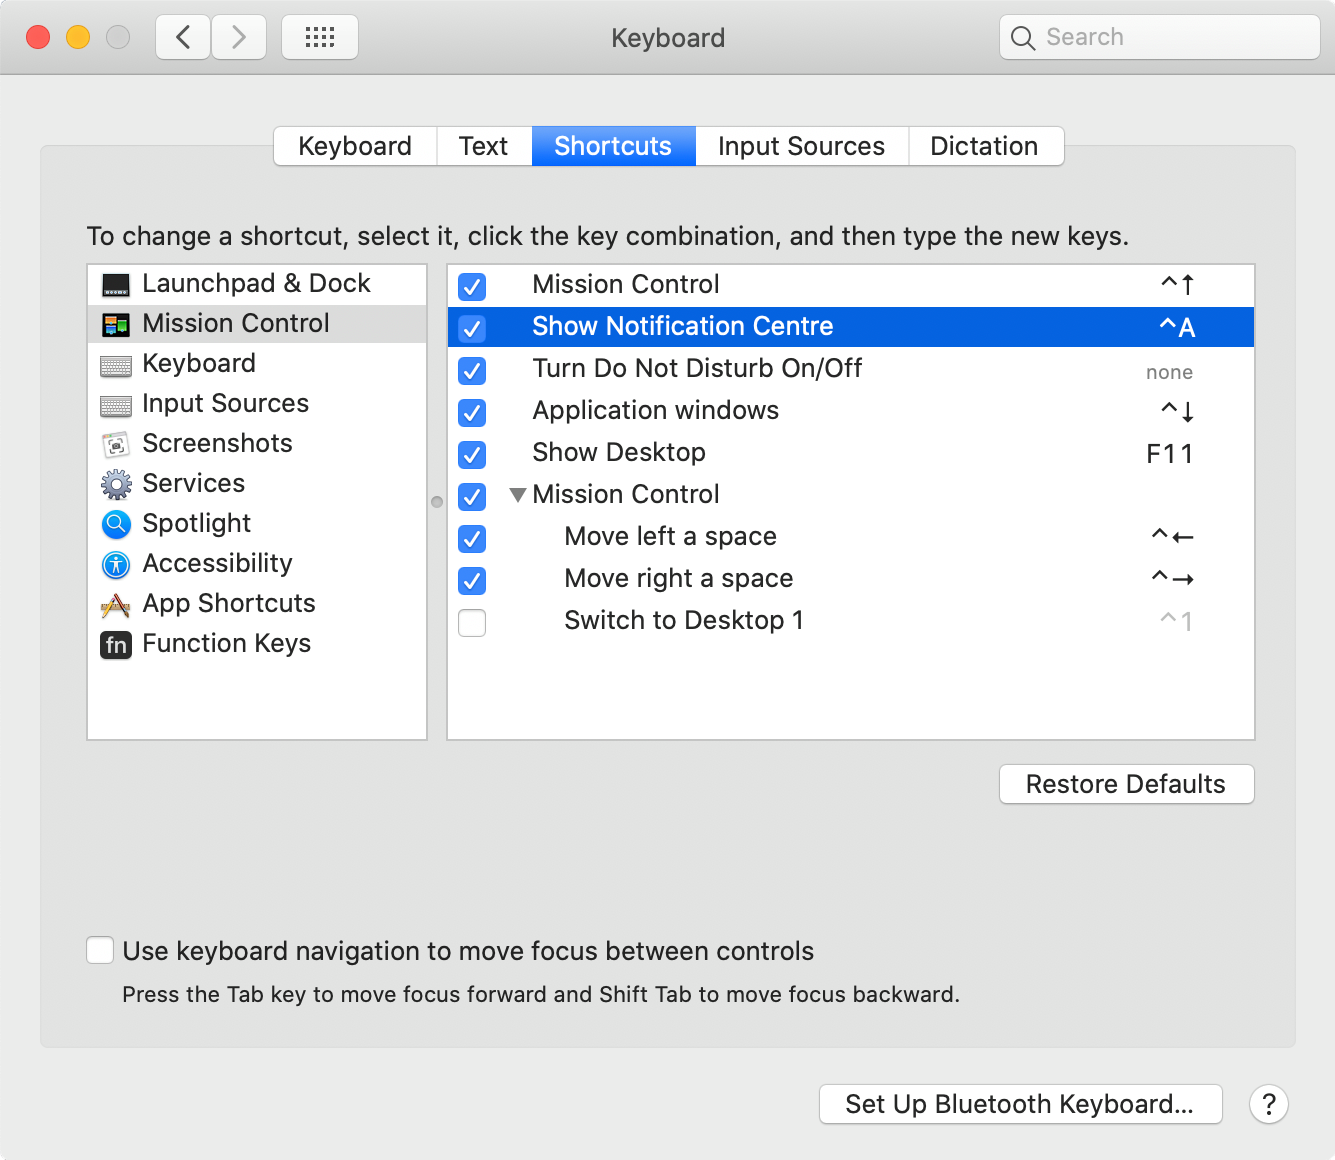 Keyboard
Search
Keyboard
Text
Shortcuts
Input Sources
Dictation
To change a shortcut, select it, click the key combination, and then type the new keys.
Launchpad & Dock
Mission Control
Keyboard
Input Sources
Screenshots
Services
Spotlight
Accessibility
App Shortcuts
fn Function Keys
Mission Control ^↑
Show Notification Centre ^A
Turn Do Not Disturb On/Off none
Application windows ^↓
Show Desktop F11
Mission Control
Move left a space ^←
Move right a space ^→
Switch to Desktop 1 ^1
Restore Defaults
Use keyboard navigation to move focus between controls
Press the Tab key to move focus forward and Shift Tab to move focus backward.
Set Up Bluetooth Keyboard...
?